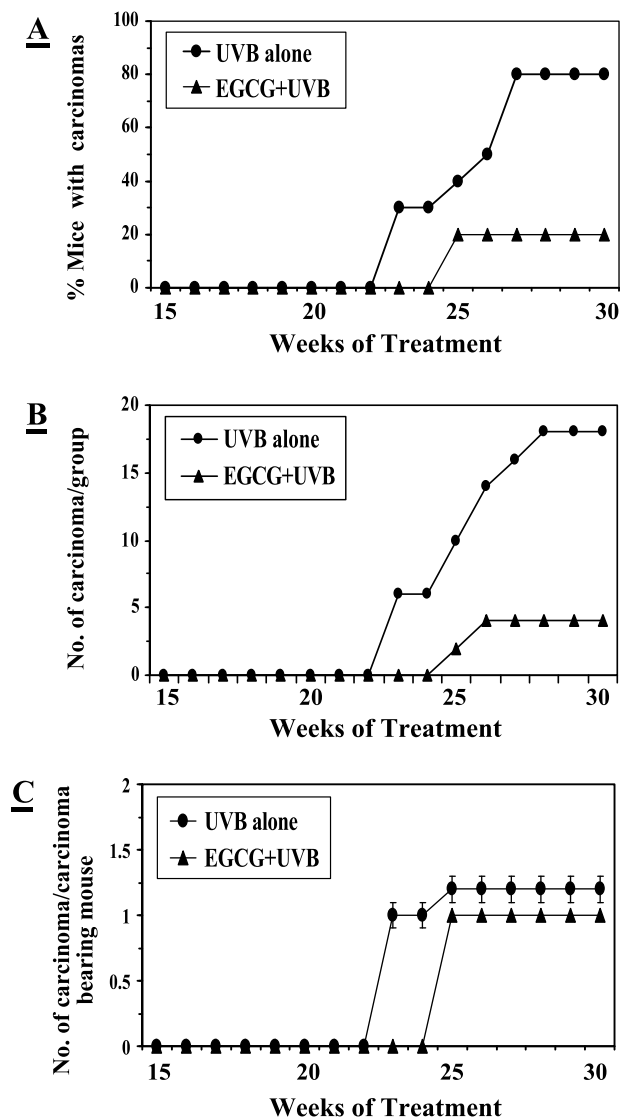 A
100
80
60
40
20
0
% Mice with carcinomas
UVB alone
EGCG+UVB
15
20
25
30
Weeks of Treatment
B
20
15
10
5
0
No. of carcinoma/group
UVB alone
EGCG+UVB
15
20
25
30
Weeks of Treatment
C
2
1.5
1
0.5
0
No. of carcinoma/carcinoma
bearing mouse
UVB alone
EGCG+UVB
15
20
25
30
Weeks of Treatment